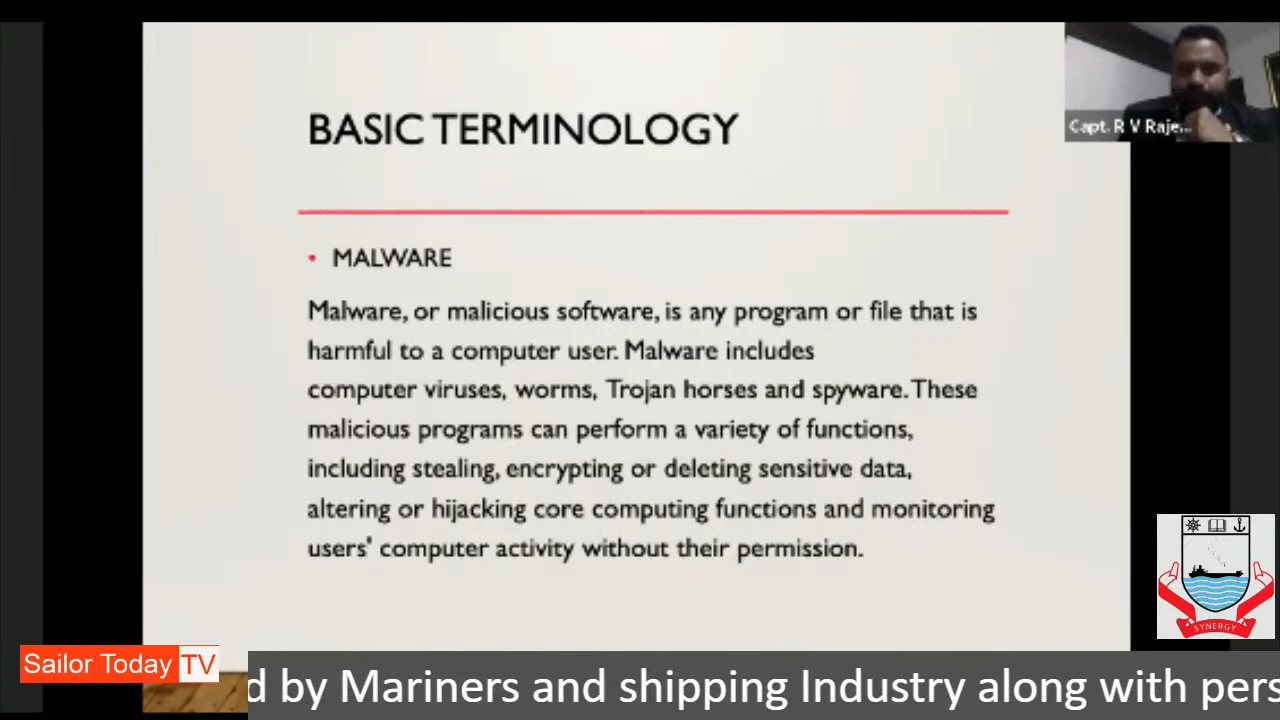 BASIC TERMINOLOGY
Capt. R V Raje...
• MALWARE
Malware, or malicious software, is any program or file that is
harmful to a computer user. Malware includes
computer viruses, worms, Trojan horses and spyware. These
malicious programs can perform a variety of functions,
including stealing, encrypting or deleting sensitive data,
altering or hijacking core computing functions and monitoring
users' computer activity without their permission.
SYNERGY
Sailor Today TV
d by Mariners and shipping Industry along with pers